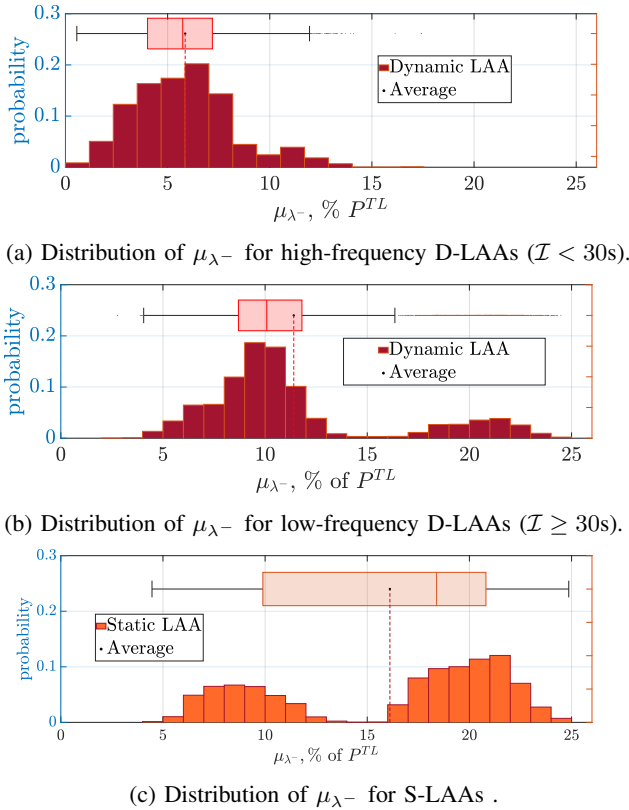 0.3
0.2
0.1
0
probability
Dynamic LAA
Average
0 5 10 15 20 25
μλ−, % P^TL
(a) Distribution of μλ− for high-frequency D-LAAs (ℐ < 30s).
0.3
0.2
0.1
0
probability
Dynamic LAA
Average
0 5 10 15 20 25
μλ−, % of P^TL
(b) Distribution of μλ− for low-frequency D-LAAs (ℐ ≥ 30s).
0.3
0.2
0.1
0
probability
Static LAA
Average
0 5 10 15 20 25
μλ−, % of P^TL
(c) Distribution of μλ− for S-LAAs .